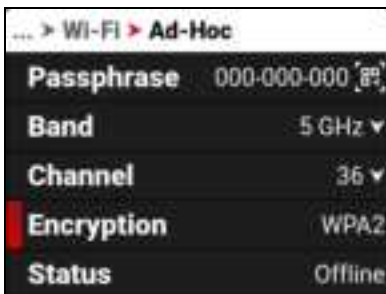 ... > Wi-Fi > Ad-Hoc
Passphrase 000-000-000
Band 5 GHz
Channel 36
Encryption WPA2
Status Offline